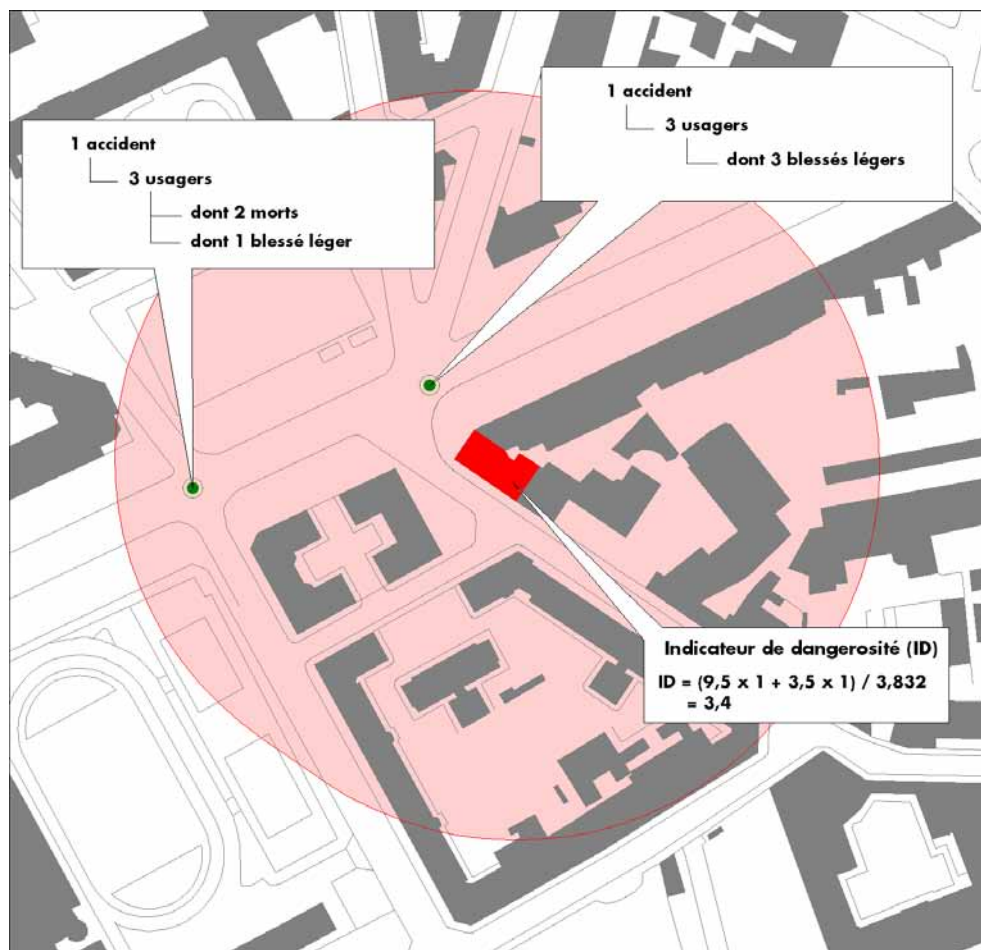 1 accident
3 usagers
dont 2 morts
dont 1 blessé léger
1 accident
3 usagers
dont 3 blessés légers
Indicateur de dangerosité (ID)
ID = (9,5 x 1 + 3,5 x 1) / 3,832
= 3,4